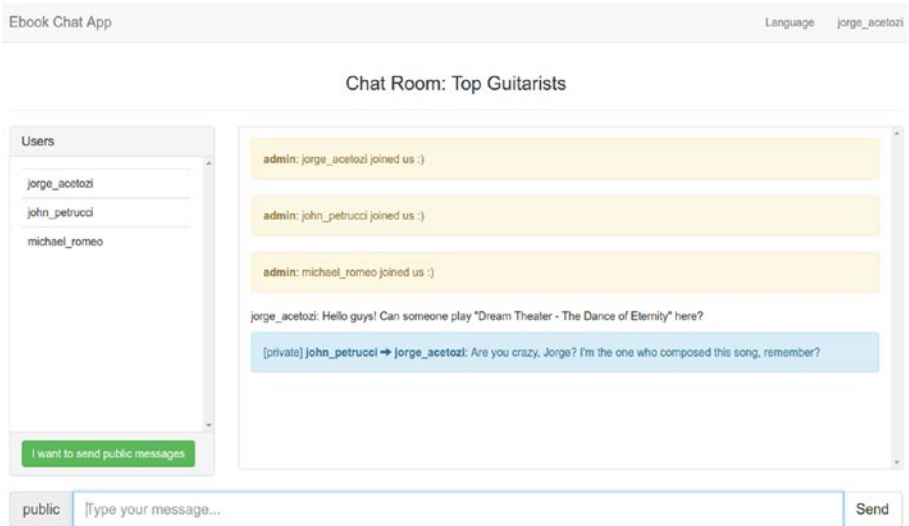 Ebook Chat App
Language
jorge_acetozi
Chat Room: Top Guitarists
Users
jorge_acetozi
john_petrucci
michael_romeo
I want to send public messages
admin: jorge_acetozi joined us :)
admin: john_petrucci joined us :)
admin: michael_romeo joined us :)
jorge_acetozi: Hello guys! Can someone play "Dream Theater - The Dance of Eternity" here?
[private] john_petrucci ➔ jorge_acetozi: Are you crazy, Jorge? I'm the one who composed this song, remember?
public
Type your message...
Send